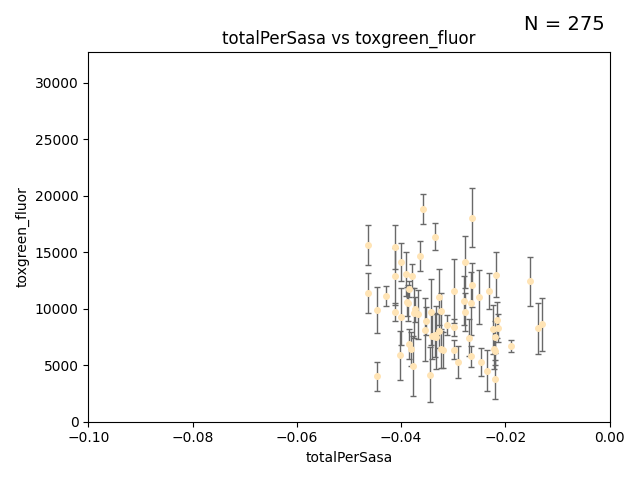 N = 275
totalPerSasa vs toxgreen_fluor
30000
25000
20000
15000
10000
5000
0
toxgreen_fluor
−0.10 −0.08 −0.06 −0.04 −0.02 0.00
totalPerSasa